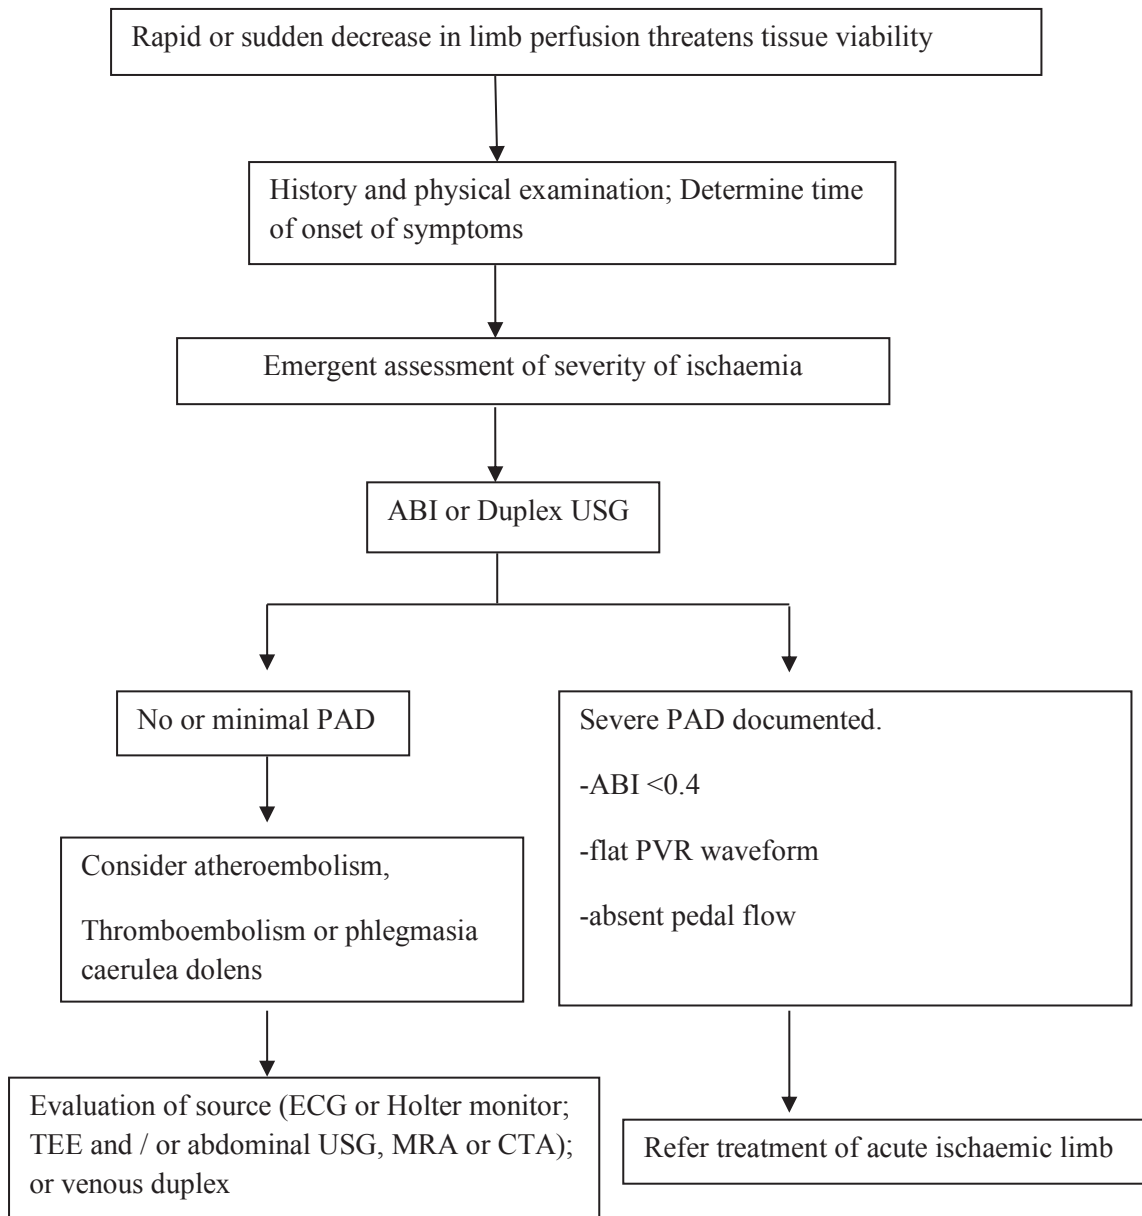 Rapid or sudden decrease in limb perfusion threatens tissue viability
History and physical examination; Determine time
of onset of symptoms
Emergent assessment of severity of ischaemia
ABI or Duplex USG
No or minimal PAD
Consider atheroembolism,
Thromboembolism or phlegmasia
caerulea dolens
Evaluation of source (ECG or Holter monitor;
TEE and / or abdominal USG, MRA or CTA);
or venous duplex
Severe PAD documented.
-ABI <0.4
-flat PVR waveform
-absent pedal flow
Refer treatment of acute ischaemic limb